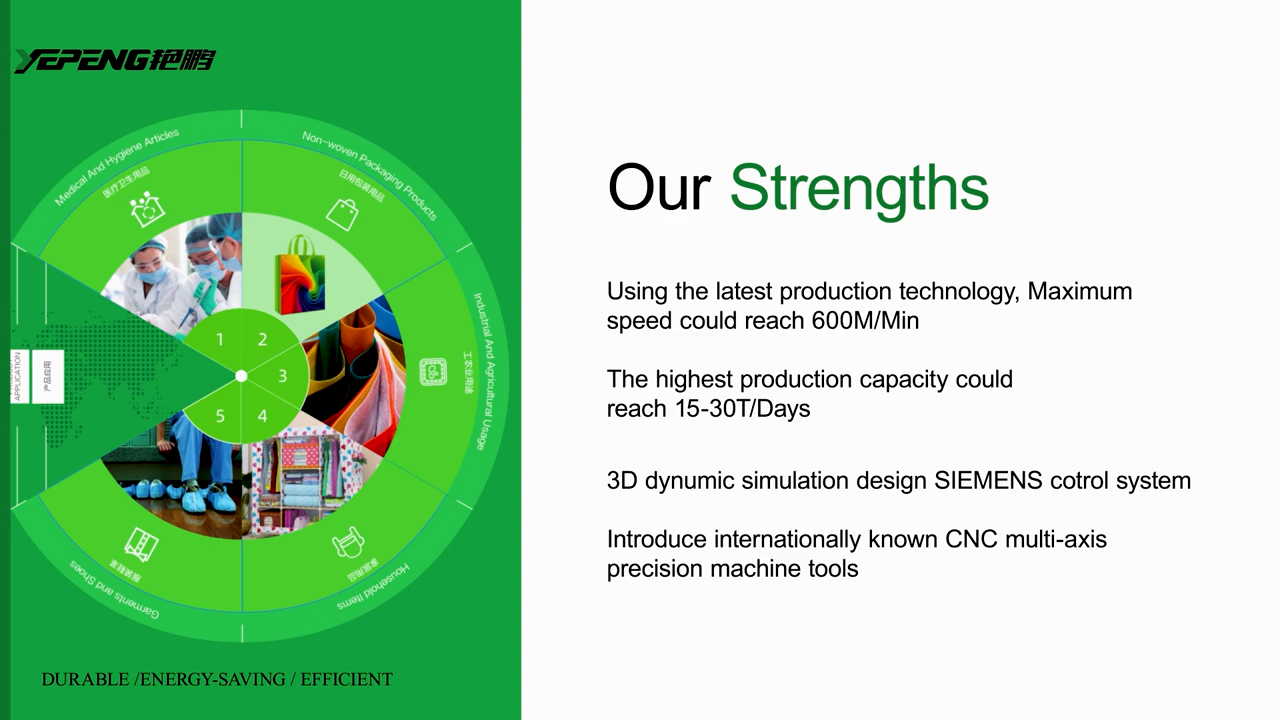 YEPENG艳鹏
Medical And Hygiene Articles
医疗卫生用品
Non-woven Packaging Products
日用包装用品
Industrial And Agricultural Usage
工农业用途
Household Items
家居用品
Garments and Shoes
服装鞋素
1
2
3
4
5
APPLICATION
产品应用
DURABLE /ENERGY-SAVING / EFFICIENT
Our Strengths
Using the latest production technology, Maximum
speed could reach 600M/Min
The highest production capacity could
reach 15-30T/Days
3D dynumic simulation design SIEMENS cotrol system
Introduce internationally known CNC multi-axis
precision machine tools